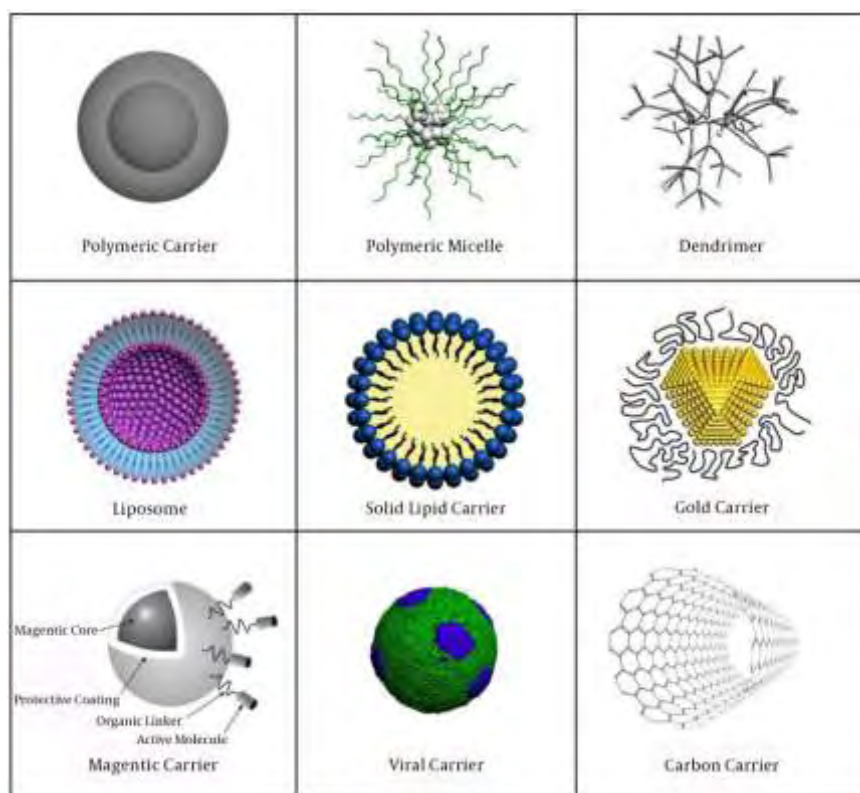 Polymeric Carrier
Polymeric Micelle
Dendrimer
Liposome
Solid Lipid Carrier
Gold Carrier
Magentic Core
Protective Coating
Organic Linker
Active Molecule
Magentic Carrier
Viral Carrier
Carbon Carrier